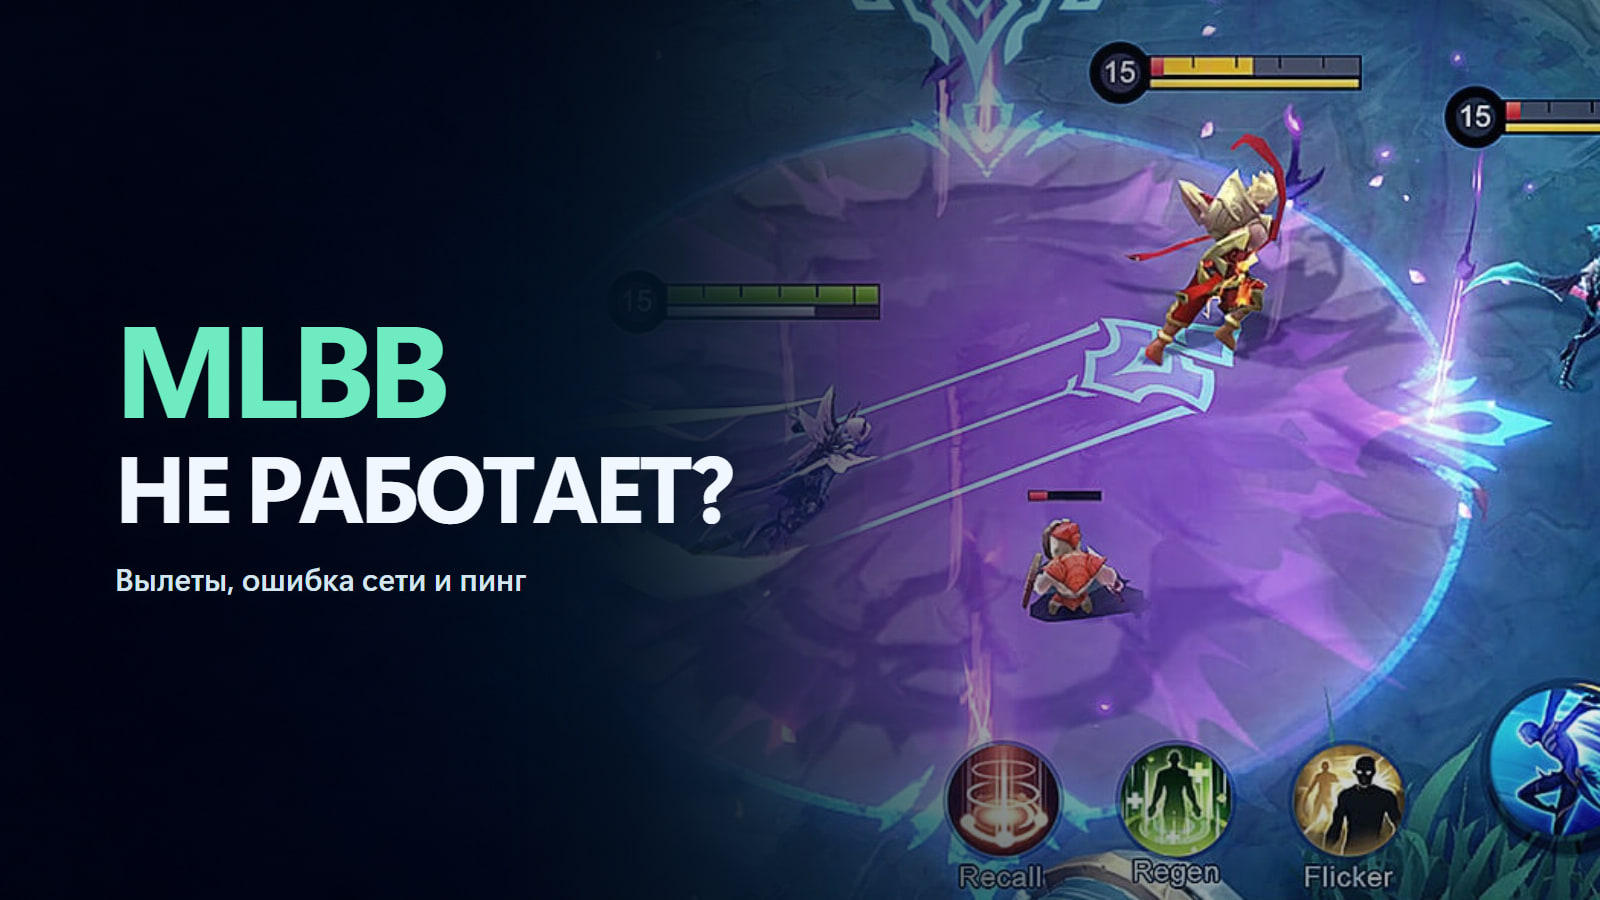 15
15
15
MLBB
НЕ РАБОТАЕТ?
Вылеты, ошибка сети и пинг
Recall
Regen
Flicker